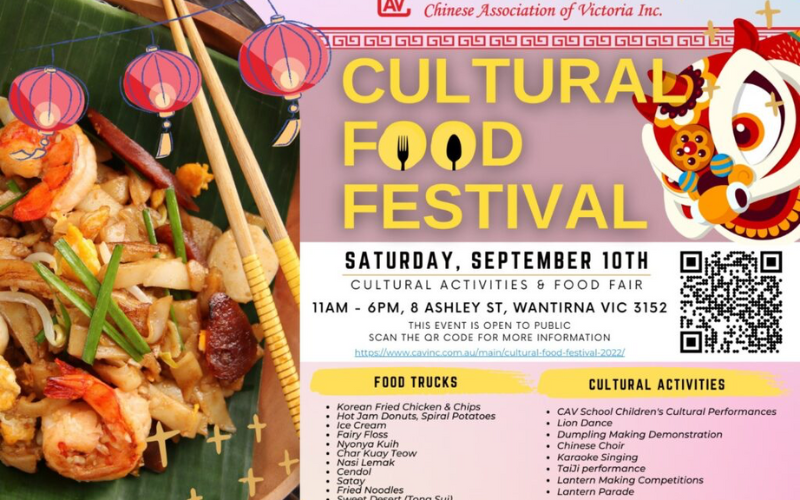 CAV
Chinese Association of Victoria Inc.
CULTURAL
FOOD
FESTIVAL
SATURDAY, SEPTEMBER 10TH
CULTURAL ACTIVITIES & FOOD FAIR
11AM - 6PM, 8 ASHLEY ST, WANTIRNA VIC 3152
THIS EVENT IS OPEN TO PUBLIC
SCAN THE QR CODE FOR MORE INFORMATION
https://www.cavinc.com.au/main/cultural-food-festival-2022/
FOOD TRUCKS
• Korean Fried Chicken & Chips
• Hot Jam Donuts, Spiral Potatoes
• Ice Cream
• Fairy Floss
• Nyonya Kuih
• Char Kuay Teow
• Nasi Lemak
• Cendol
• Satay
• Fried Noodles
• Sweet Desert (Tong Sui)
CULTURAL ACTIVITIES
• CAV School Children's Cultural Performances
• Lion Dance
• Dumpling Making Demonstration
• Chinese Choir
• Karaoke Singing
• TaiJi performance
• Lantern Making Competitions
• Lantern Parade